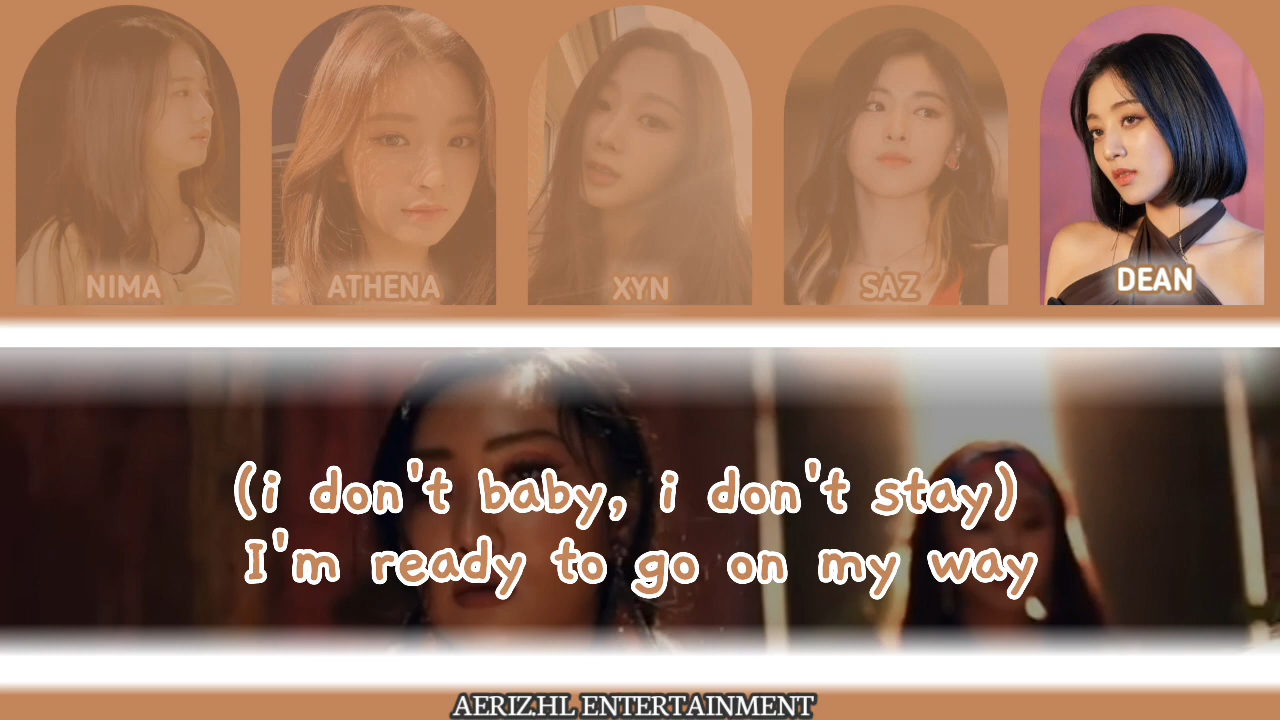 NIMA
ATHENA
XYN
SAZ
DEAN
(i don't baby, i don't stay)
I'm ready to go on my way
AERIZ.HL ENTERTAINMENT